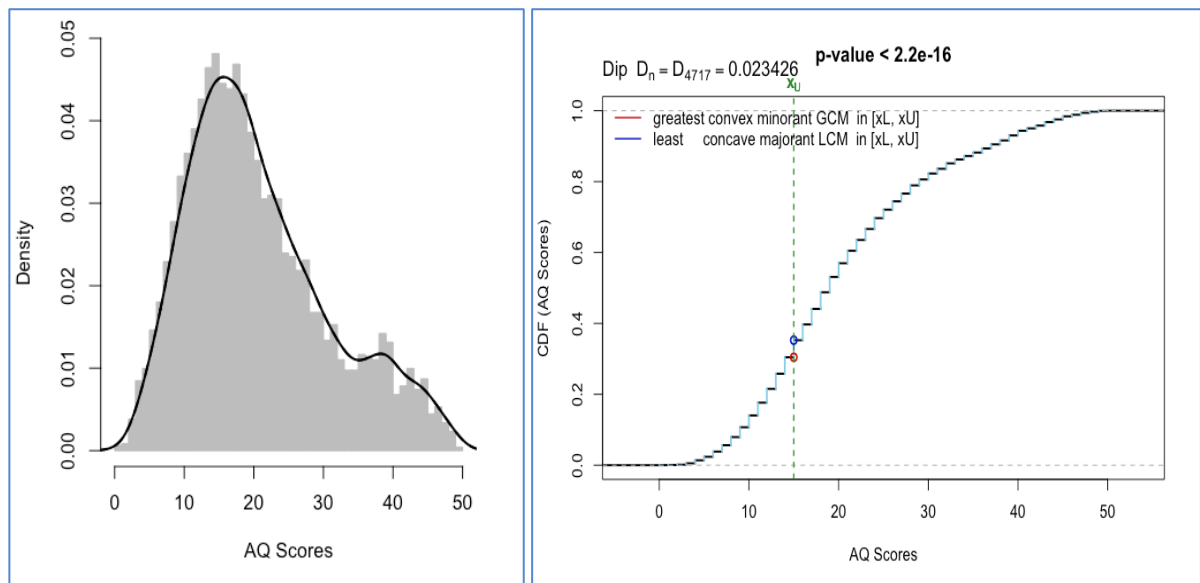 0.05
0.04
0.03
0.02
0.01
0.00
Density
0 10 20 30 40 50
AQ Scores
p-value < 2.2e-16
Dip Dn = D4717 = 0.023426
xU
greatest convex minorant GCM in [xL, xU]
least concave majorant LCM in [xL, xU]
1.0
0.8
0.6
0.4
0.2
0.0
CDF (AQ Scores)
0 10 20 30 40 50
AQ Scores